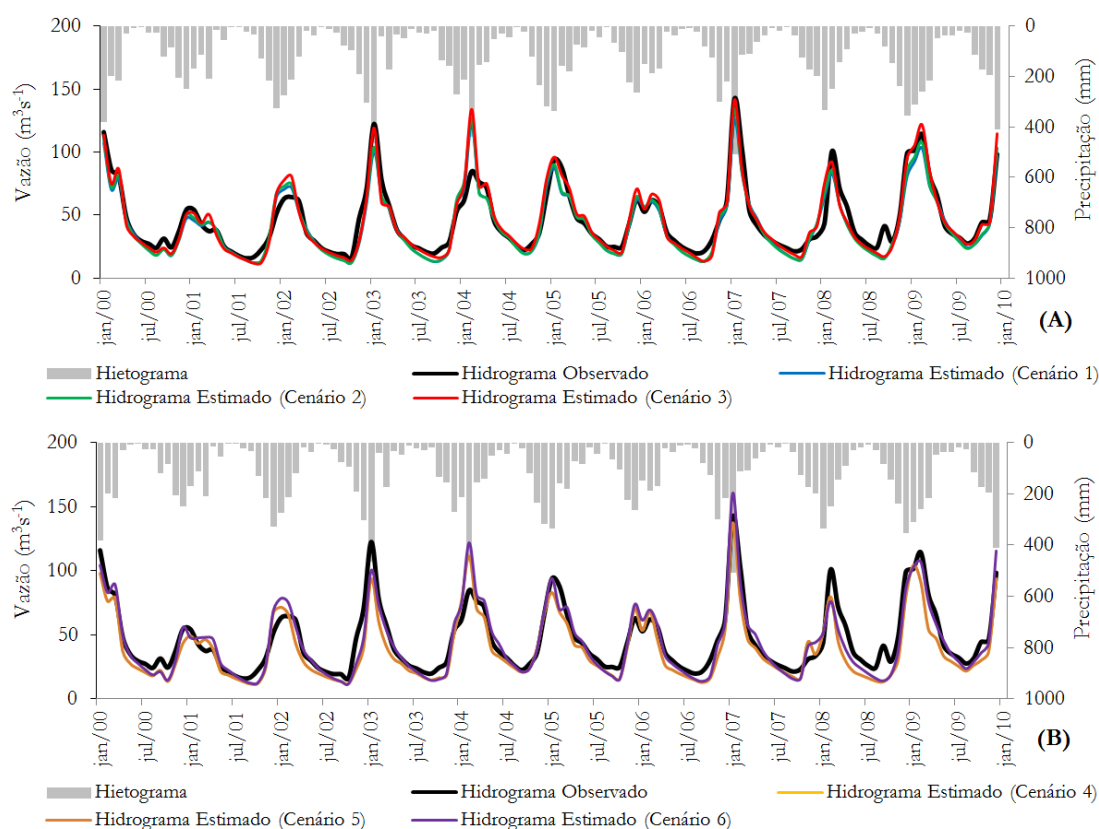 200
150
100
50
0
Vazão (m³s⁻¹)
0
200
400
600
800
1000
Precipitação (mm)
jan/00
jul/00
jan/01
jul/01
jan/02
jul/02
jan/03
jul/03
jan/04
jul/04
jan/05
jul/05
jan/06
jul/06
jan/07
jul/07
jan/08
jul/08
jan/09
jul/09
jan/10
(A)
Hietograma Hidrograma Observado Hidrograma Estimado (Cenário 1)
Hidrograma Estimado (Cenário 2) Hidrograma Estimado (Cenário 3)
200
150
100
50
0
Vazão (m³s⁻¹)
0
200
400
600
800
1000
Precipitação (mm)
jan/00
jul/00
jan/01
jul/01
jan/02
jul/02
jan/03
jul/03
jan/04
jul/04
jan/05
jul/05
jan/06
jul/06
jan/07
jul/07
jan/08
jul/08
jan/09
jul/09
jan/10
(B)
Hietograma Hidrograma Observado Hidrograma Estimado (Cenário 4)
Hidrograma Estimado (Cenário 5) Hidrograma Estimado (Cenário 6)